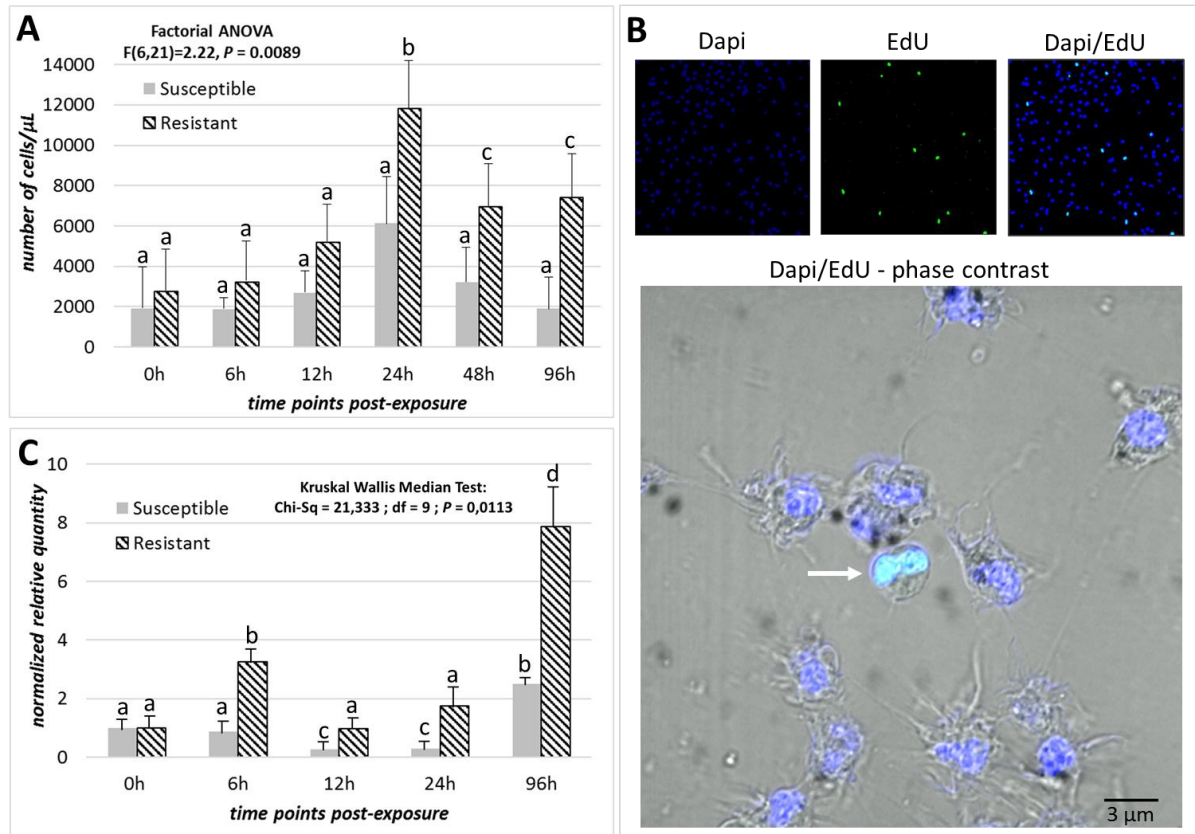 A
Factorial ANOVA
F(6,21)=2.22, P = 0.0089
number of cells/µL
14000
12000
10000
8000
6000
4000
2000
0
Susceptible
Resistant
a a
a a
a a
a b
a c
a c
0h 6h 12h 24h 48h 96h
time points post-exposure
B
Dapi EdU Dapi/EdU
Dapi/EdU - phase contrast
3 µm
C
Kruskal Wallis Median Test:
Chi-Sq = 21,333 ; df = 9 ; P = 0,0113
normalized relative quantity
10
8
6
4
2
0
Susceptible
Resistant
a a
a b
c a
c a
b d
0h 6h 12h 24h 96h
time points post-exposure